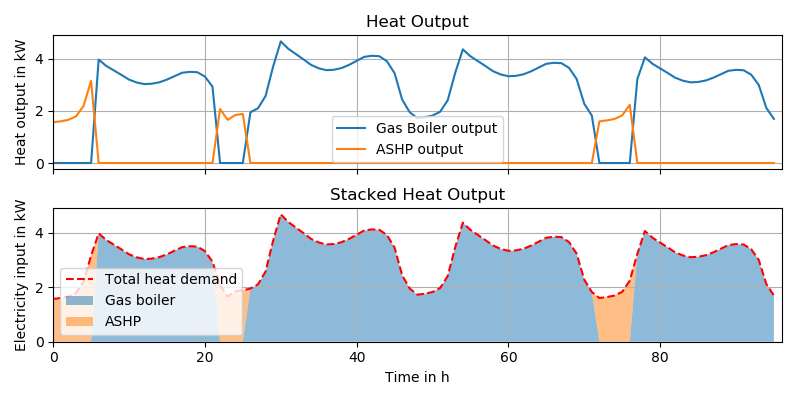 Heat Output
Heat output in kW
4
2
0
Gas Boiler output
ASHP output
Stacked Heat Output
Electricity input in kW
4
2
0
Total heat demand
Gas boiler
ASHP
0 20 40 60 80
Time in h